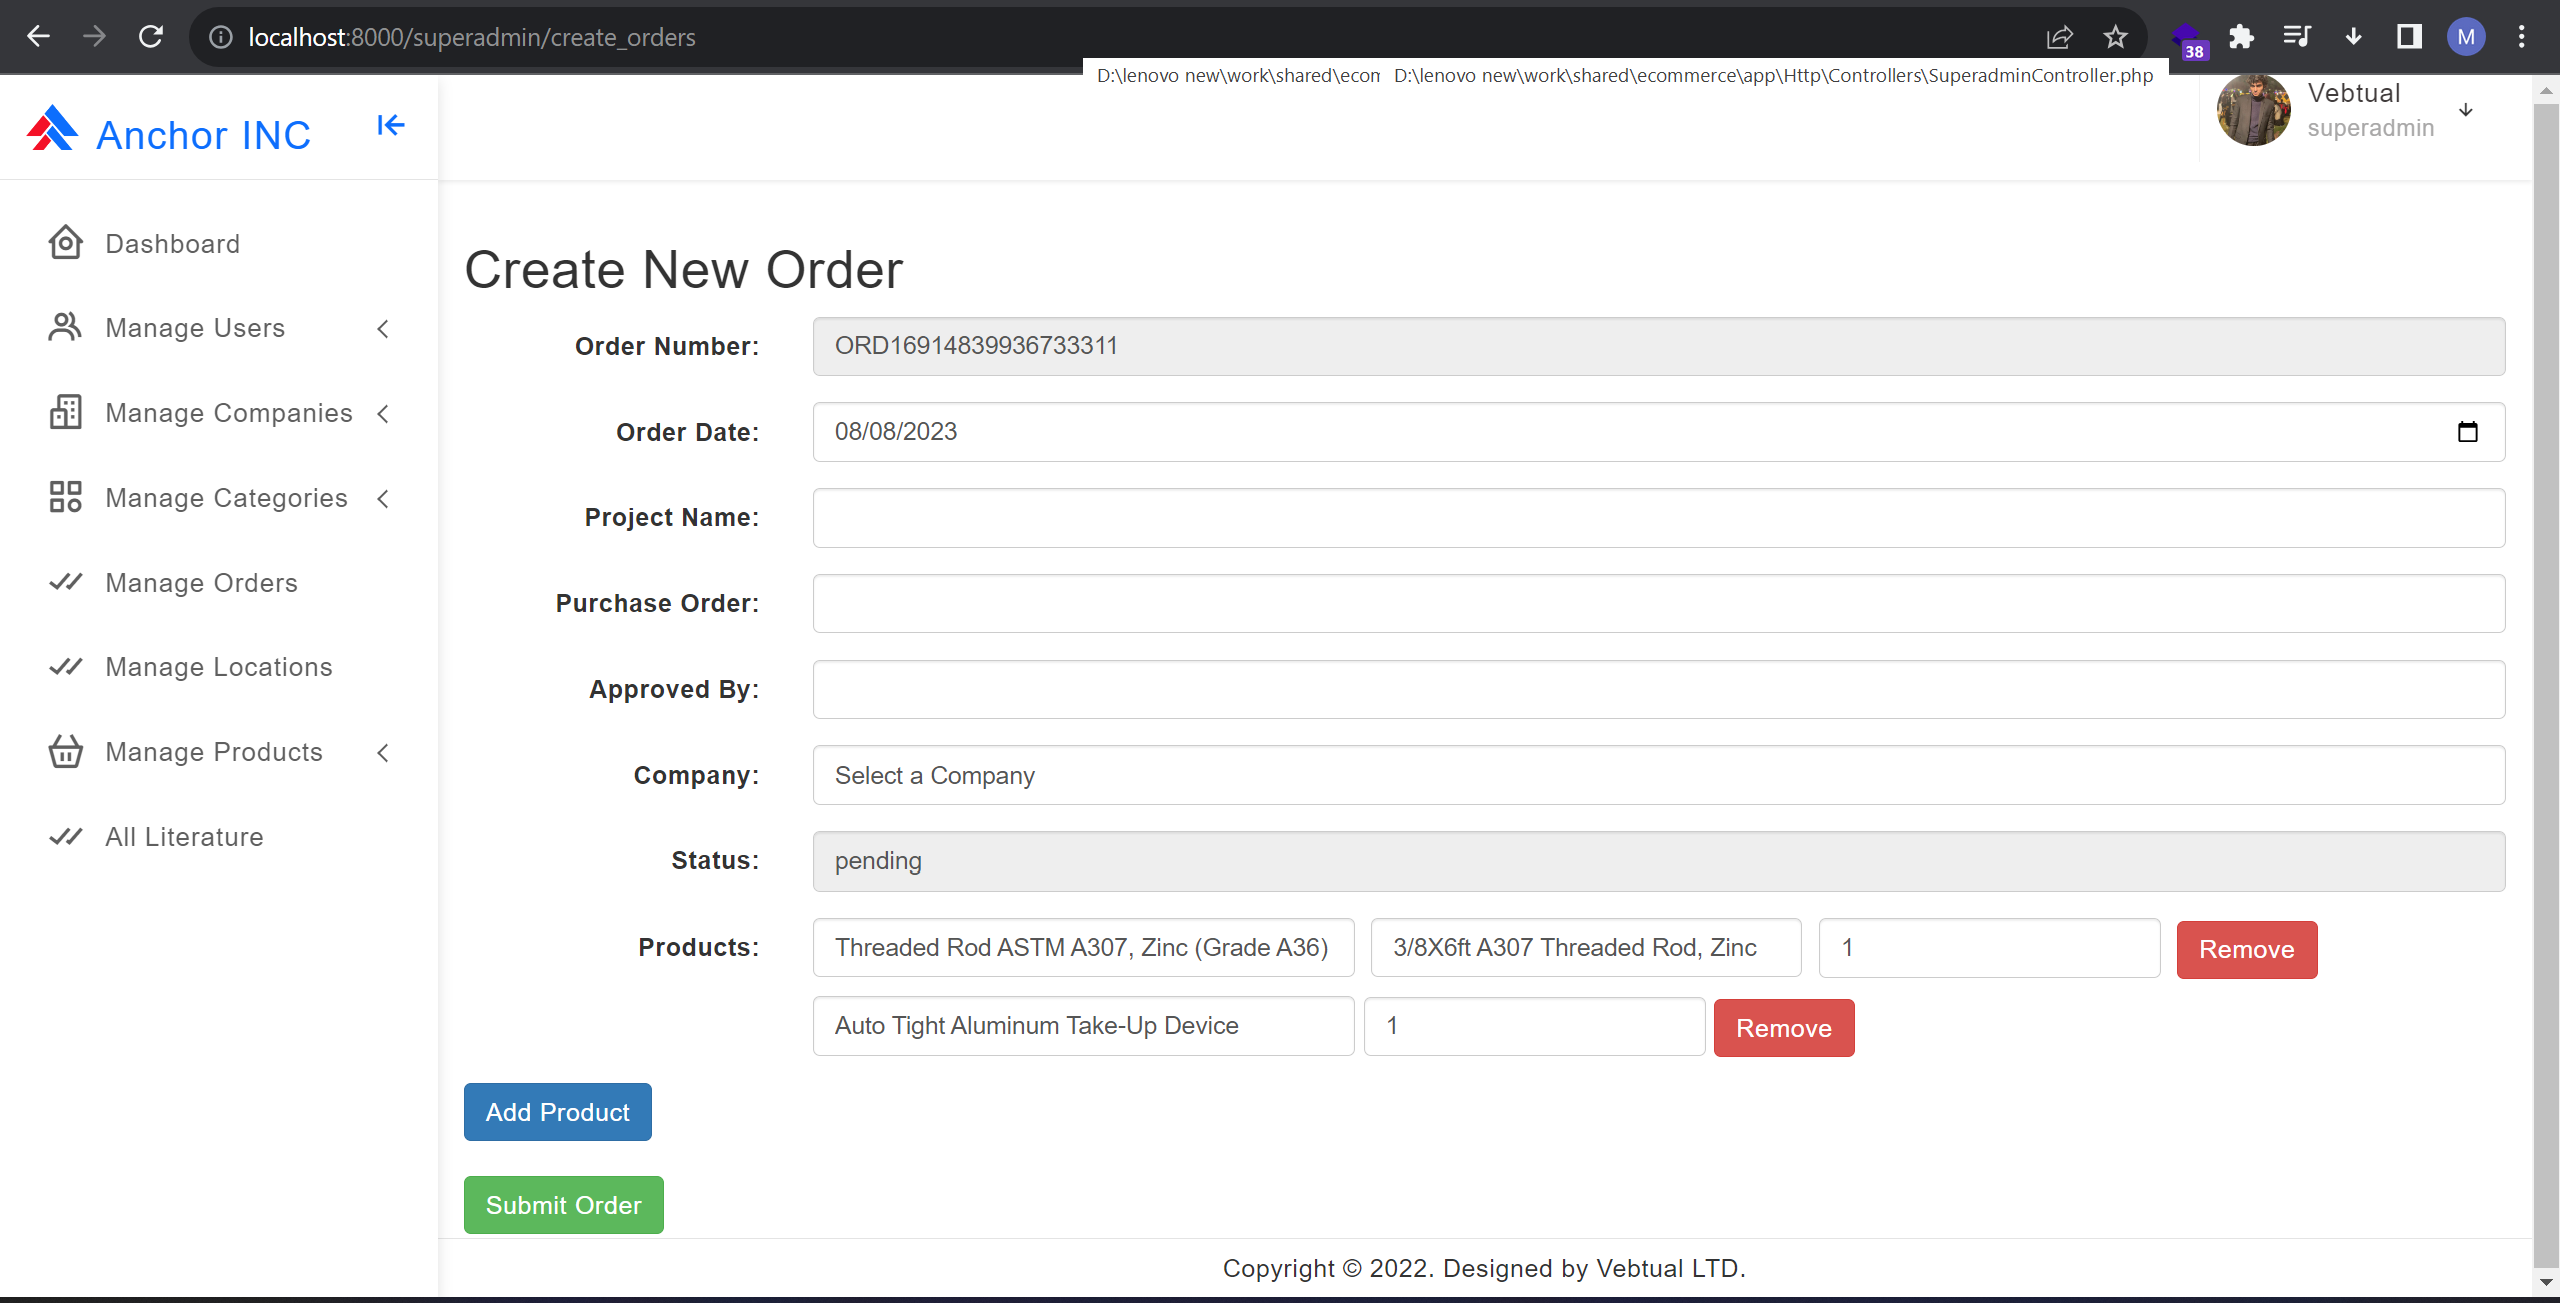 localhost:8000/superadmin/create_orders
38
M
D:\lenovo new\work\shared\ecom
D:\lenovo new\work\shared\ecommerce\app\Http\Controllers\SuperadminController.php
Anchor INC
Vebtual
superadmin
Dashboard
Manage Users
Manage Companies
Manage Categories
Manage Orders
Manage Locations
Manage Products
All Literature
Create New Order
Order Number: ORD16914839936733311
Order Date: 08/08/2023
Project Name:
Purchase Order:
Approved By:
Company: Select a Company
Status: pending
Products: Threaded Rod ASTM A307, Zinc (Grade A36) 3/8X6ft A307 Threaded Rod, Zinc 1 Remove
Auto Tight Aluminum Take-Up Device 1 Remove
Add Product
Submit Order
Copyright © 2022. Designed by Vebtual LTD.